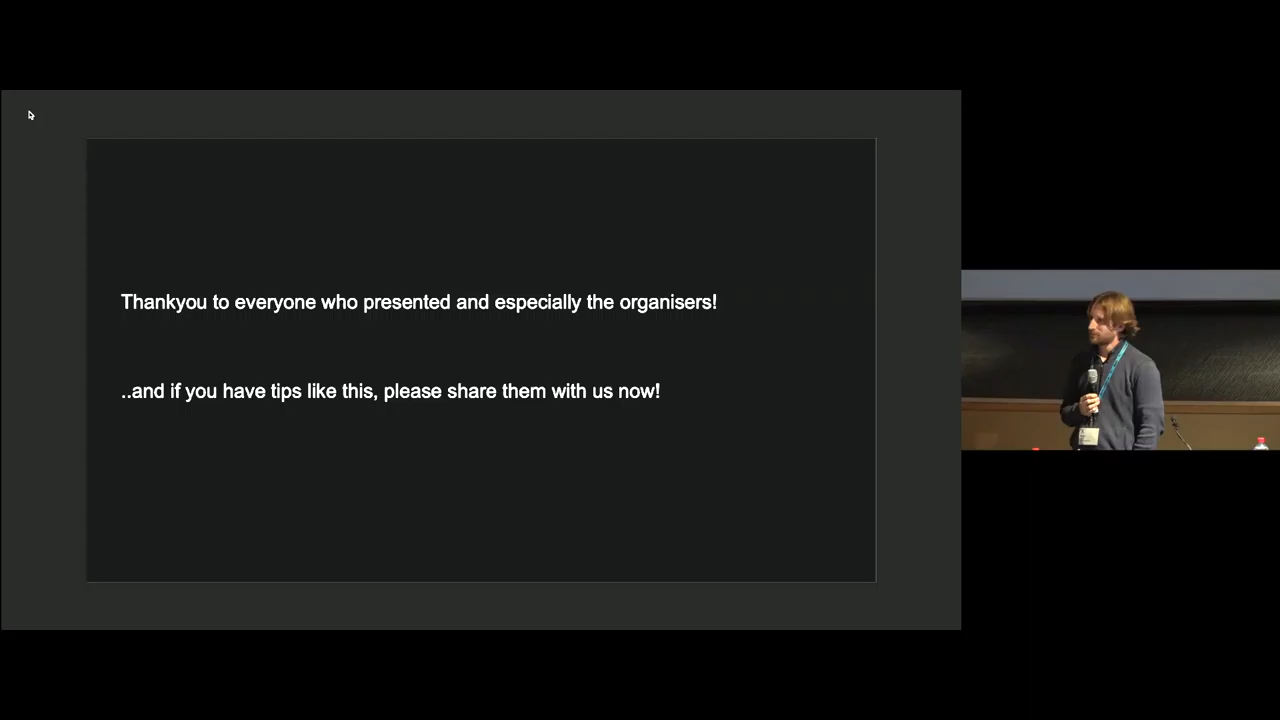 Thankyou to everyone who presented and especially the organisers!
..and if you have tips like this, please share them with us now!